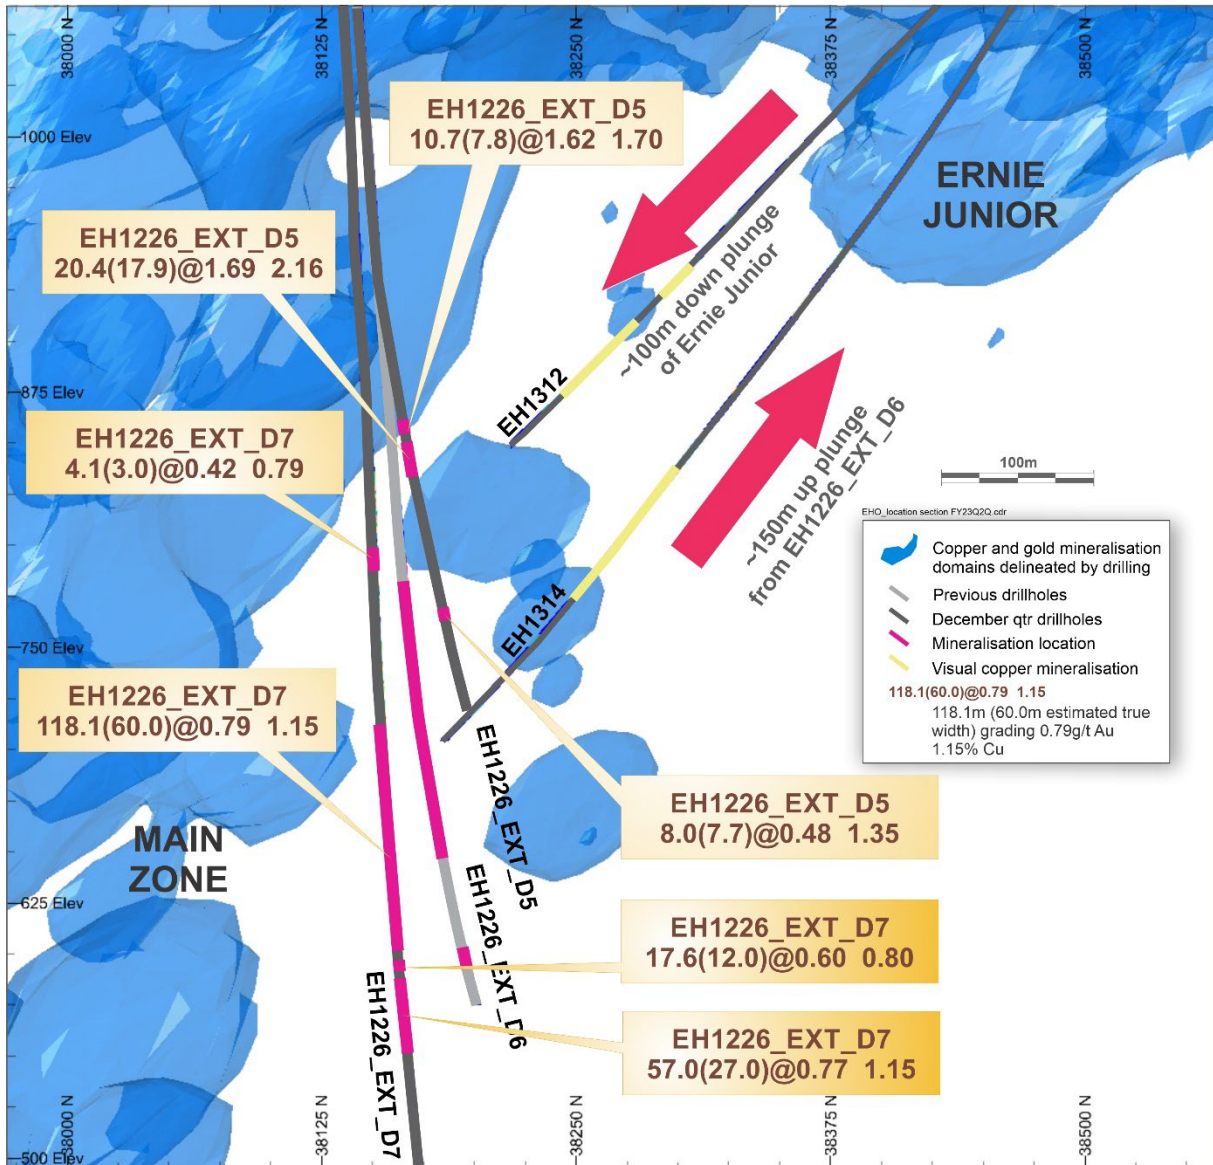 38000 N
38125 N
38250 N
38375 N
38500 N
1000 Elev
875 Elev
750 Elev
625 Elev
500 Elev
EH1226_EXT_D5
10.7(7.8)@1.62 1.70
ERNIE
JUNIOR
EH1226_EXT_D5
20.4(17.9)@1.69 2.16
~100m down plunge
of Ernie Junior
EH1312
EH1226_EXT_D7
4.1(3.0)@0.42 0.79
~150m up plunge
from EH1226_EXT_D6
100m
EHO_location section FY23Q2Q.cdr
Copper and gold mineralisation
domains delineated by drilling
Previous drillholes
December qtr drillholes
Mineralisation location
Visual copper mineralisation
118.1(60.0)@0.79 1.15
118.1m (60.0m estimated true
width) grading 0.79g/t Au
1.15% Cu
EH1314
EH1226_EXT_D7
118.1(60.0)@0.79 1.15
EH1226_EXT_D5
EH1226_EXT_D5
8.0(7.7)@0.48 1.35
MAIN
ZONE
EH1226_EXT_D6
EH1226_EXT_D7
17.6(12.0)@0.60 0.80
EH1226_EXT_D7
EH1226_EXT_D7
57.0(27.0)@0.77 1.15
38000 N
38125 N
38250 N
38375 N
38500 N